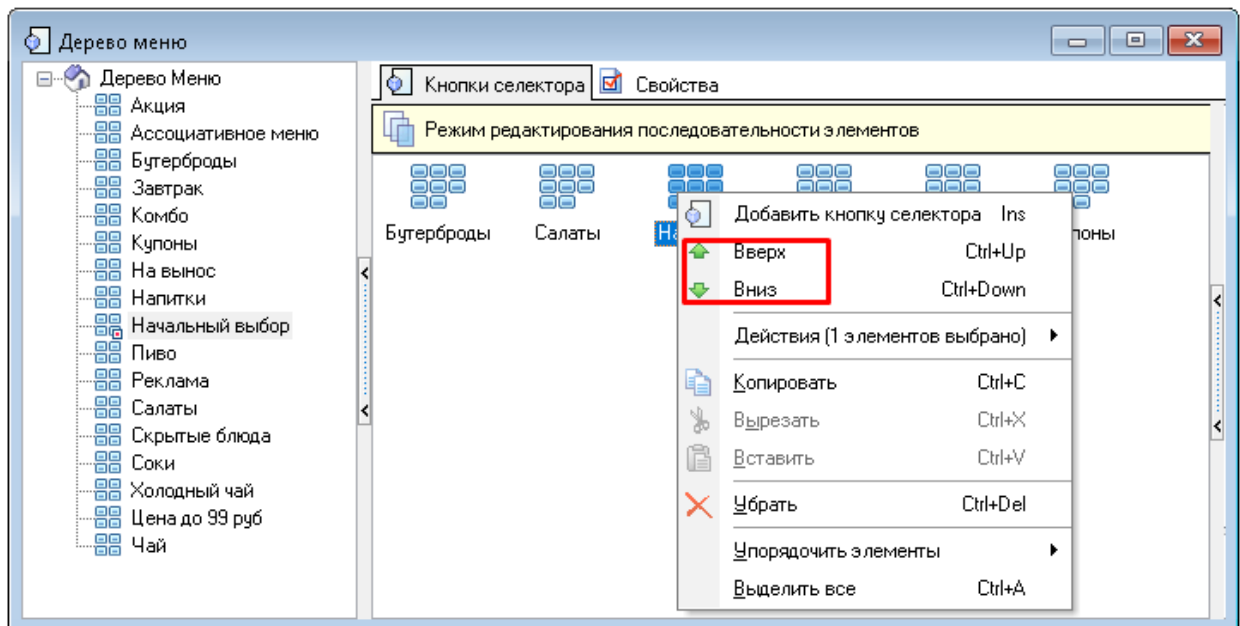 Дерево меню
Дерево Меню
Акция
Ассоциативное меню
Бутерброды
Завтрак
Комбо
Купоны
На вынос
Напитки
Начальный выбор
Пиво
Реклама
Салаты
Скрытые блюда
Соки
Холодный чай
Цена до 99 руб
Чай
Кнопки селектора Свойства
Режим редактирования последовательности элементов
Бутерброды Салаты
Добавить кнопку селектора Ins
Вверх Ctrl+Up
Вниз Ctrl+Down
Действия (1 элементов выбрано)
Копировать Ctrl+C
Вырезать Ctrl+X
Вставить Ctrl+V
Убрать Ctrl+Del
Упорядочить элементы
Выделить все Ctrl+A